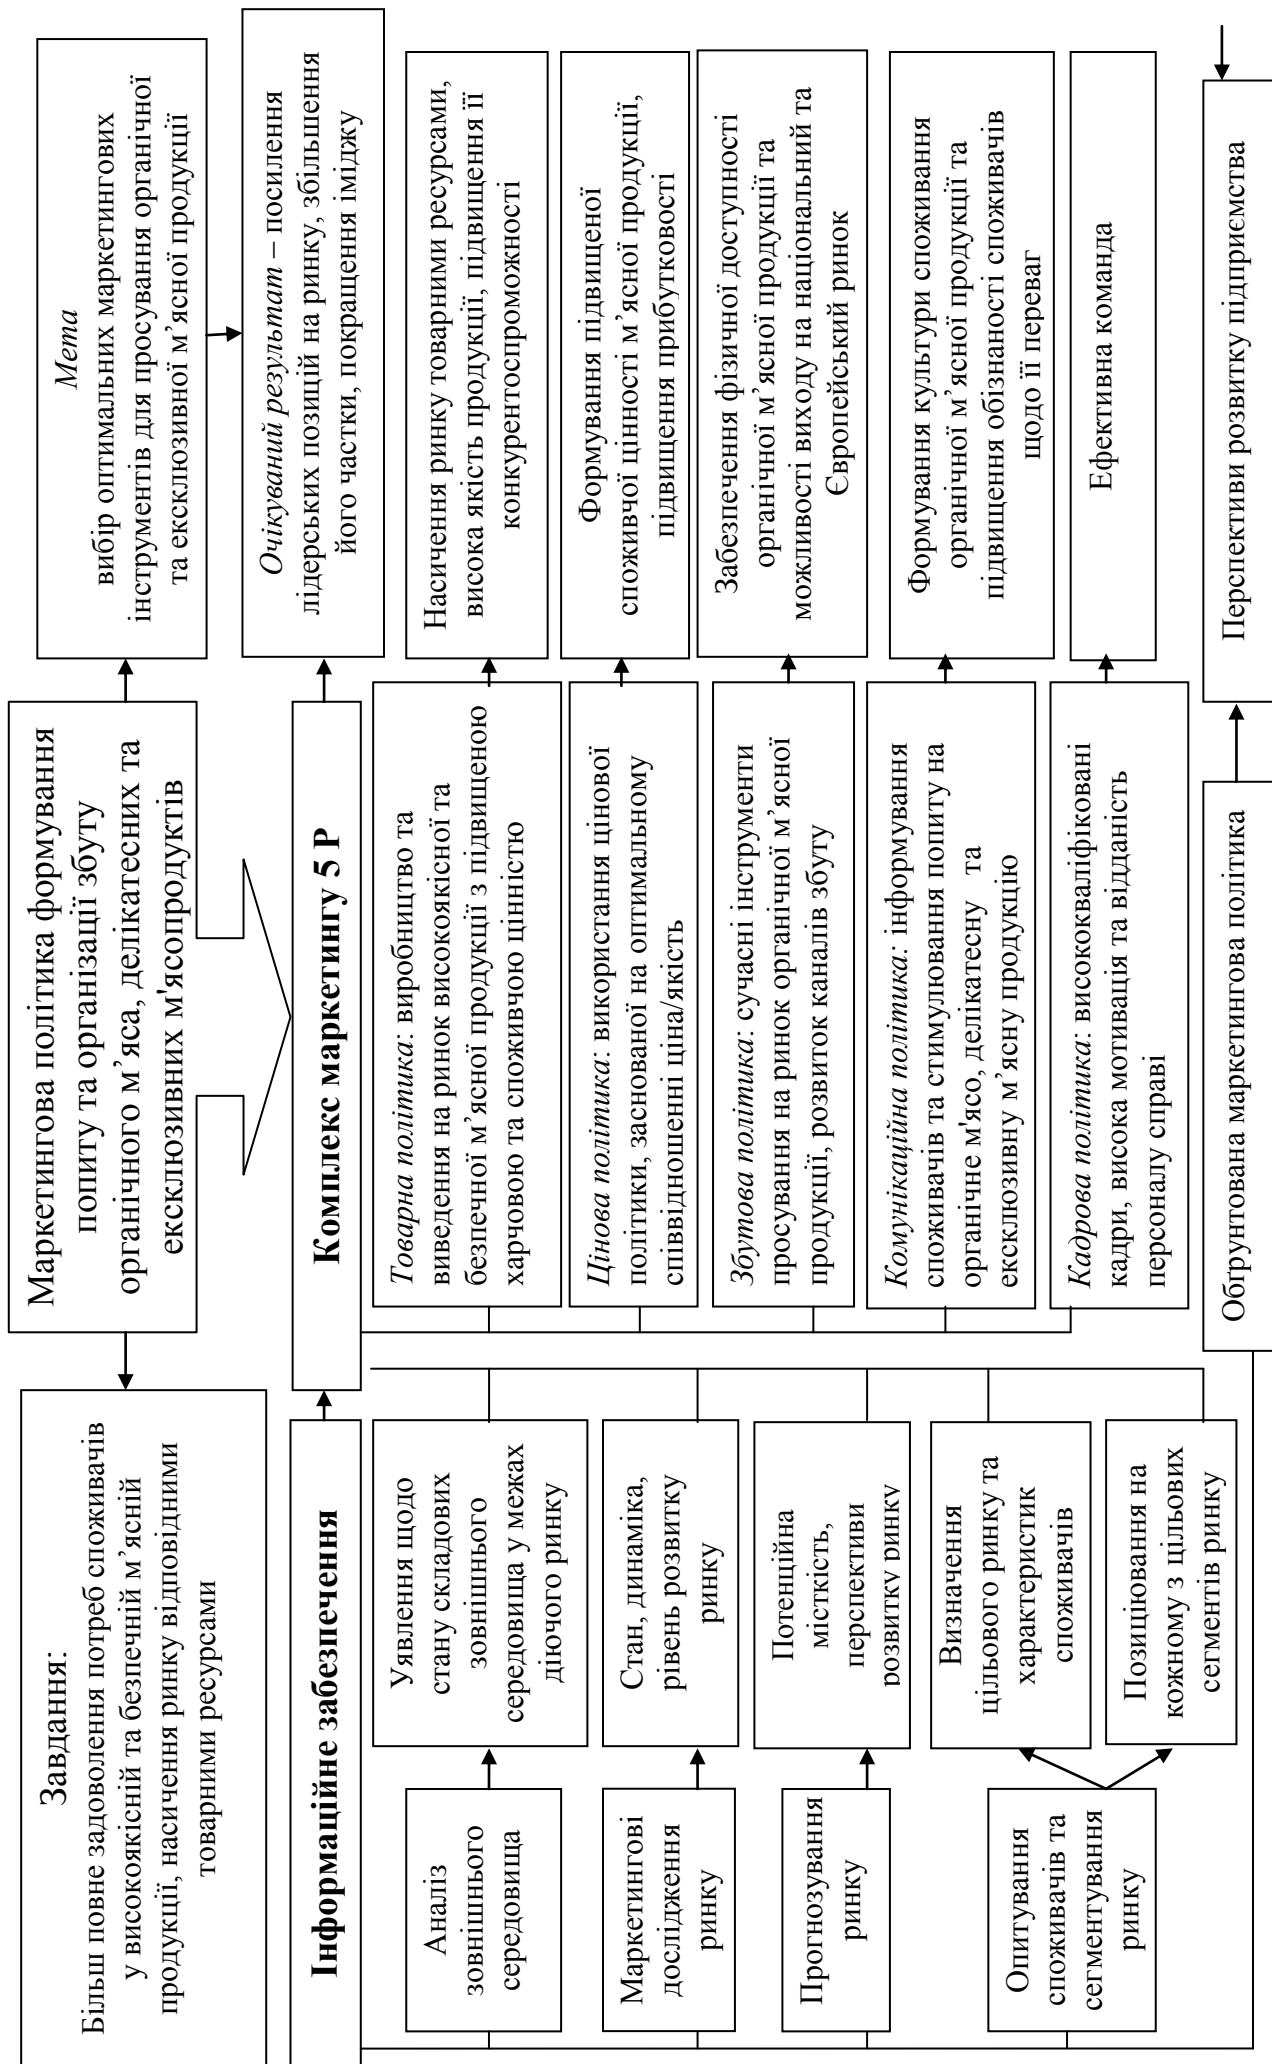 Завдання:
Більш повне задоволення потреб споживачів
у високоякісній та безпечній м’ясній
продукції, насичення ринку відповідними
товарними ресурсами
Маркетингова політика формування
попиту та організації збуту
органічного м’яса, делікатесних та
ексклюзивних м'ясопродуктів
Мета
вибір оптимальних маркетингових
інструментів для просування органічної
та ексклюзивної м’ясної продукції
Очікуваний результат – посилення
лідерських позицій на ринку, збільшення
його частки, покращення іміджу
Інформаційне забезпечення
Комплекс маркетингу 5 Р
Аналіз
зовнішнього
середовища
Уявлення щодо
стану складових
зовнішнього
середовища у межах
діючого ринку
Товарна політика: виробництво та
виведення на ринок високоякісної та
безпечної м’ясної продукції з підвищеною
харчовою та споживчою цінністю
Насичення ринку товарними ресурсами,
висока якість продукції, підвищення її
конкурентоспроможності
Маркетингові
дослідження
ринку
Стан, динаміка,
рівень розвитку
ринку
Цінова політика: використання цінової
політики, заснованої на оптимальному
співвідношенні ціна/якість
Формування підвищеної
споживчої цінності м’ясної продукції,
підвищення прибутковості
Прогнозування
ринку
Потенційна
місткість,
перспективи
розвитку ринку
Збутова політика: сучасні інструменти
просування на ринок органічної м’ясної
продукції, розвиток каналів збуту
Забезпечення фізичної доступності
органічної м’ясної продукції та
можливості виходу на національний та
Європейський ринок
Опитування
споживачів та
сегментування
ринку
Визначення
цільового ринку та
характеристик
споживачів
Позиціювання на
кожному з цільових
сегментів ринку
Комунікаційна політика: інформування
споживачів та стимулювання попиту на
органічне м'ясо, делікатесну та
ексклюзивну м’ясну продукцію
Формування культури споживання
органічної м’ясної продукції та
підвищення обізнаності споживачів
щодо її переваг
Кадрова політика: висококваліфіковані
кадри, висока мотивація та відданість
персоналу справі
Ефективна команда
Обґрунтована маркетингова політика
Перспективи розвитку підприємства